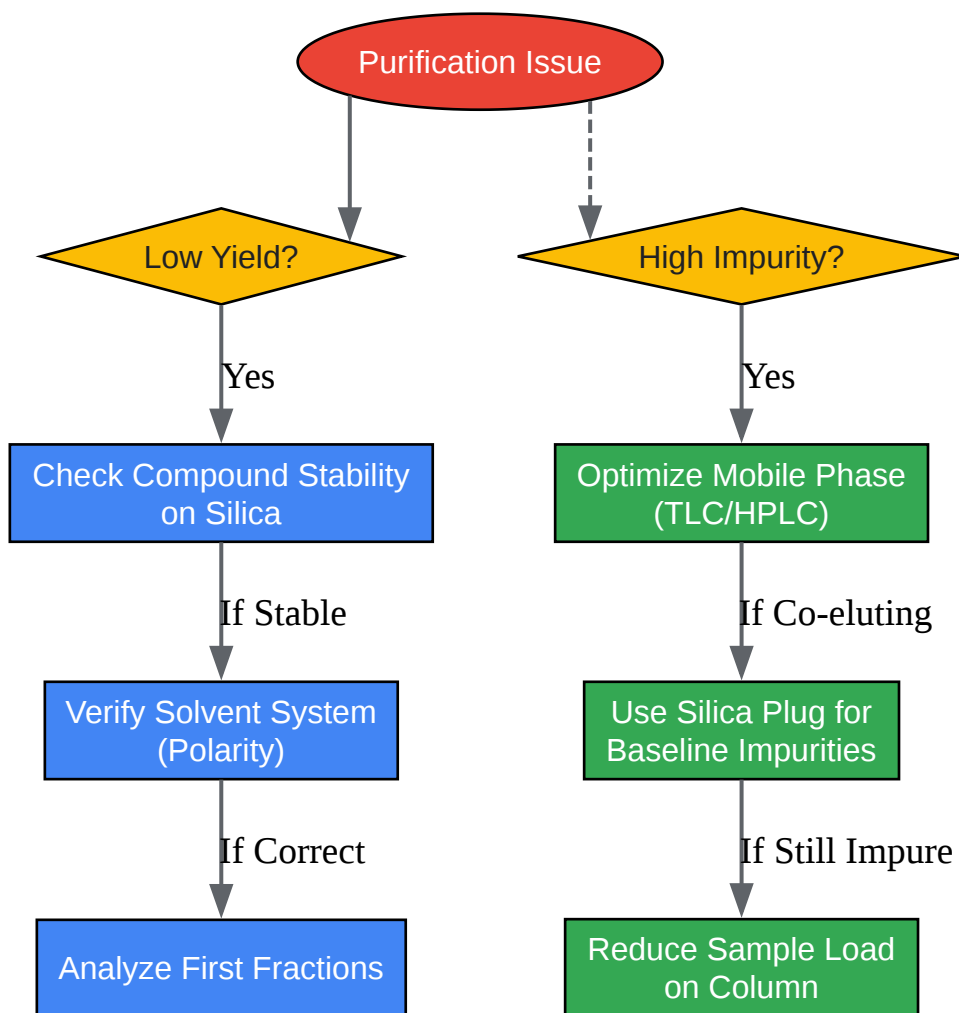 Purification Issue
Low Yield?
High Impurity?
Yes
Yes
Check Compound Stability
on Silica
Optimize Mobile Phase
(TLC/HPLC)
If Stable
If Co-eluting
Verify Solvent System
(Polarity)
Use Silica Plug for
Baseline Impurities
If Correct
If Still Impure
Analyze First Fractions
Reduce Sample Load
on Column